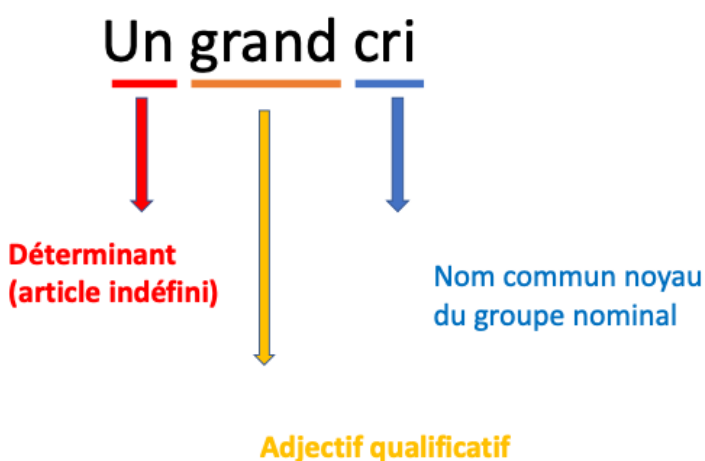 Un grand cri
Déterminant
(article indéfini)
Nom commun noyau
du groupe nominal
Adjectif qualificatif